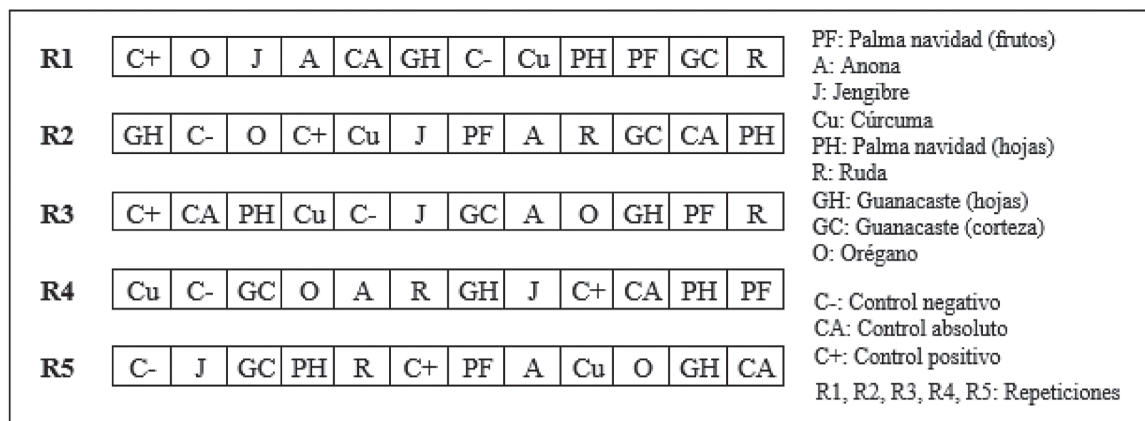 R1 C+ O J A CA GH C- Cu PH PF GC R
R2 GH C- O C+ Cu J PF A R GC CA PH
R3 C+ CA PH Cu C- J GC A O GH PF R
R4 Cu C- GC O A R GH J C+ CA PH PF
R5 C- J GC PH R C+ PF A Cu O GH CA
PF: Palma navidad (frutos)
A: Anona
J: Jengibre
Cu: Cúrcuma
PH: Palma navidad (hojas)
R: Ruda
GH: Guanacaste (hojas)
GC: Guanacaste (corteza)
O: Orégano
C-: Control negativo
CA: Control absoluto
C+: Control positivo
R1, R2, R3, R4, R5: Repeticiones